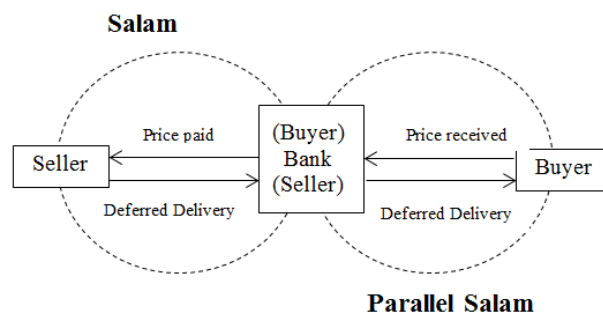 Salam
Price paid
Seller
Deferred Delivery
(Buyer)
Bank
(Seller)
Price received
Buyer
Deferred Delivery
Parallel Salam